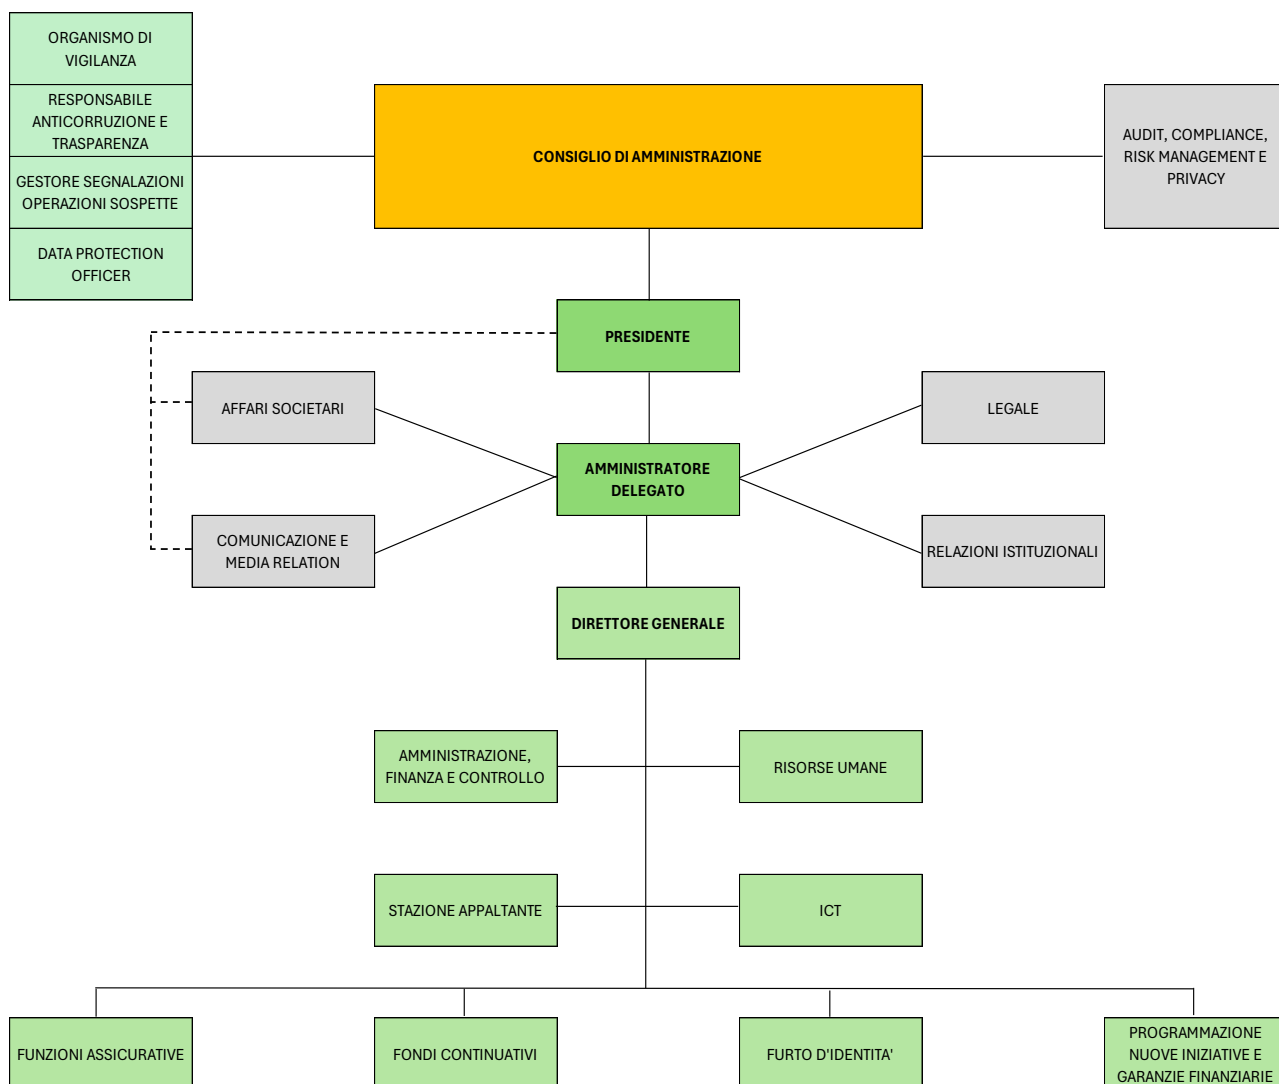 ORGANISMO DI
VIGILANZA
RESPONSABILE
ANTICORRUZIONE E
TRASPARENZA
GESTORE SEGNALAZIONI
OPERAZIONI SOSPETTE
DATA PROTECTION
OFFICER
CONSIGLIO DI AMMINISTRAZIONE
AUDIT, COMPLIANCE,
RISK MANAGEMENT E
PRIVACY
PRESIDENTE
AFFARI SOCIETARI
LEGALE
AMMINISTRATORE
DELEGATO
COMUNICAZIONE E
MEDIA RELATION
RELAZIONI ISTITUZIONALI
DIRETTORE GENERALE
AMMINISTRAZIONE,
FINANZA E CONTROLLO
RISORSE UMANE
STAZIONE APPALTANTE
ICT
FUNZIONI ASSICURATIVE
FONDI CONTINUATIVI
FURTO D'IDENTITA'
PROGRAMMAZIONE
NUOVE INIZIATIVE E
GARANZIE FINANZIARIE